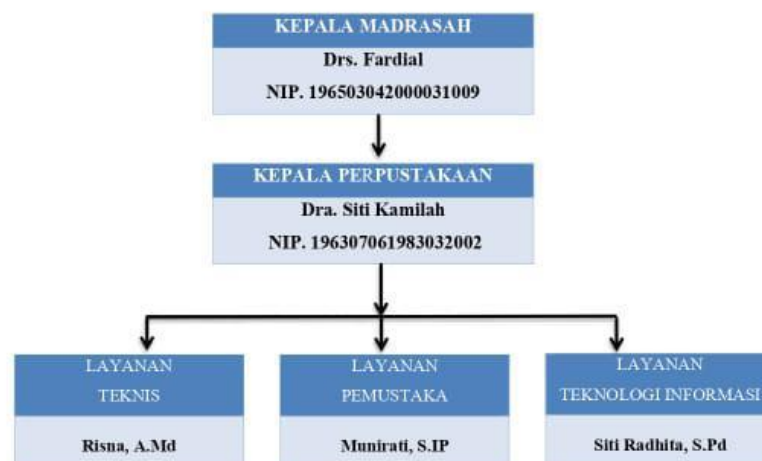 KEPALA MADRASAH
Drs. Fardial
NIP. 196503042000031009
KEPALA PERPUSTAKAAN
Dra. Siti Kamilah
NIP. 196307061983032002
LAYANAN
TEKNIS
Risna, A.Md
LAYANAN
PEMUSTAKA
Munirati, S.IP
LAYANAN
TEKNOLOGI INFORMASI
Siti Radhita, S.Pd